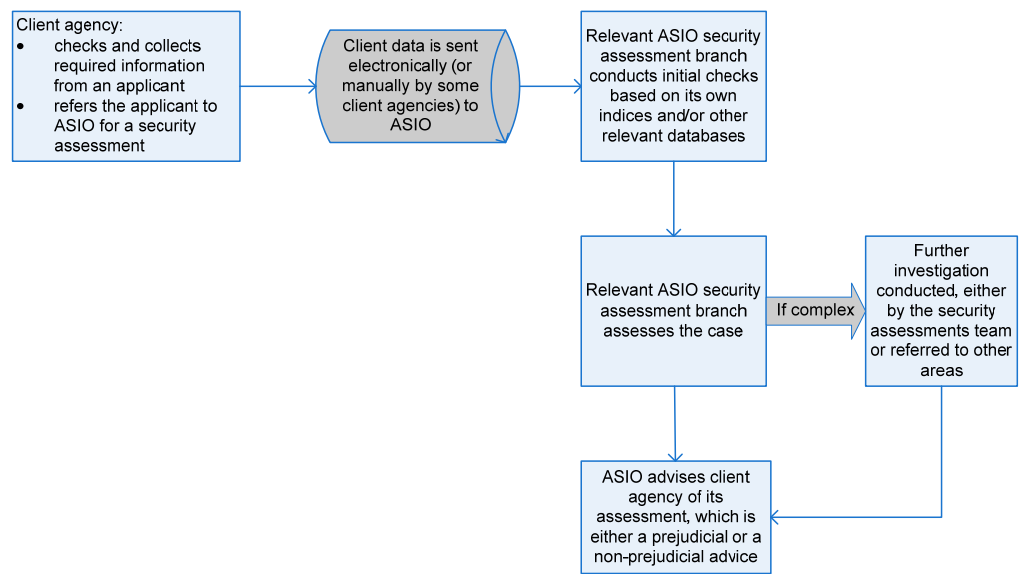 Client agency:
• checks and collects
required information
from an applicant
• refers the applicant to
ASIO for a security
assessment
Client data is sent
electronically (or
manually by some
client agencies) to
ASIO
Relevant ASIO security
assessment branch
conducts initial checks
based on its own
indices and/or other
relevant databases
Relevant ASIO security
assessment branch
assesses the case
If complex
Further
investigation
conducted, either
by the security
assessments team
or referred to other
areas
ASIO advises client
agency of its
assessment, which is
either a prejudicial or a
non-prejudicial advice